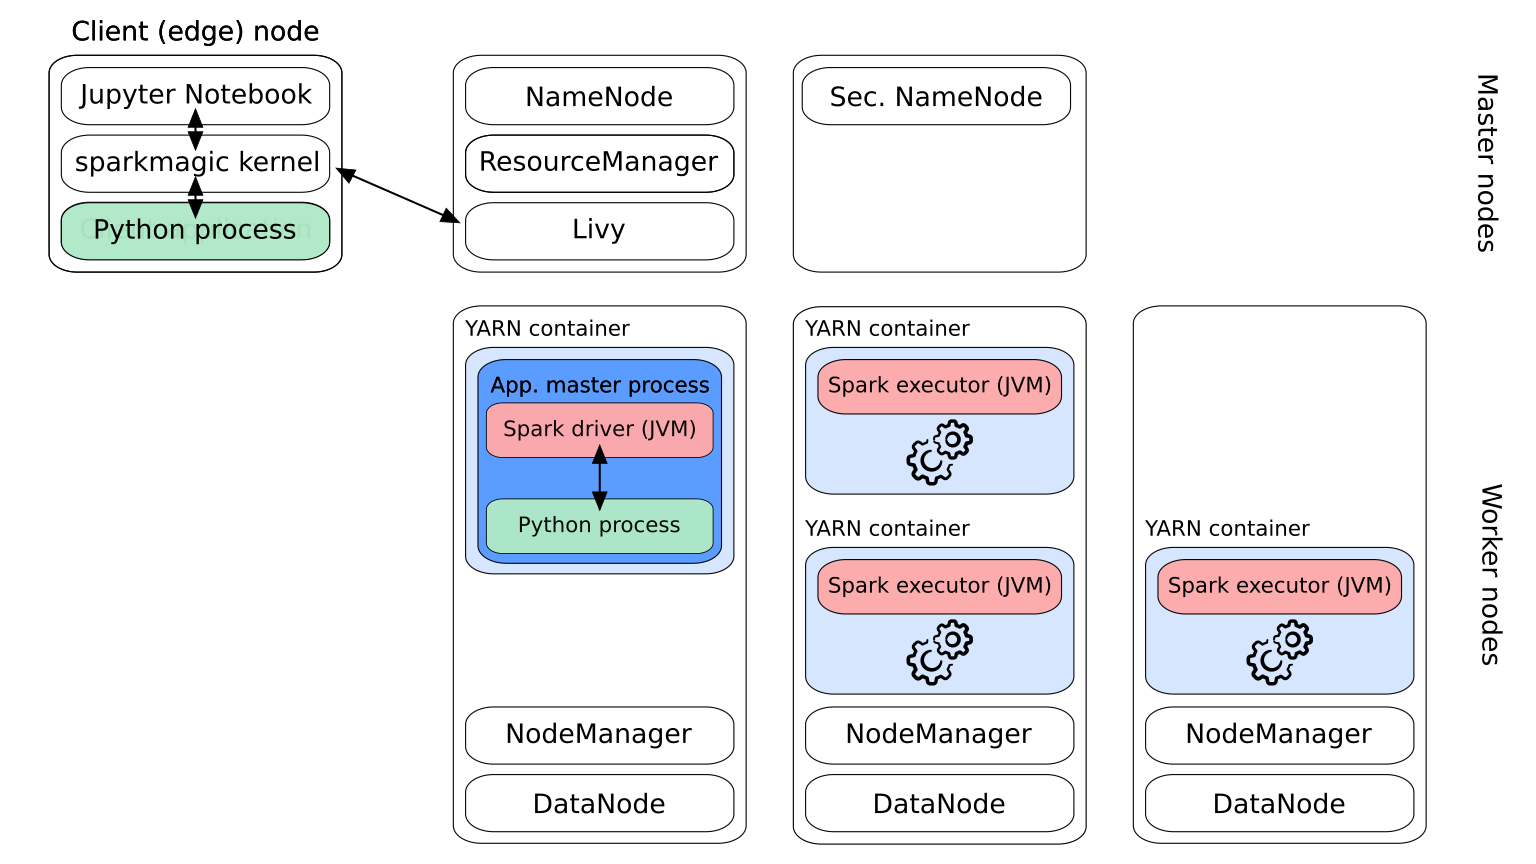 Client (edge) node
Jupyter Notebook
sparkmagic kernel
Python process
NameNode
ResourceManager
Livy
Sec. NameNode
Master nodes
YARN container
App. master process
Spark driver (JVM)
Python process
NodeManager
DataNode
YARN container
Spark executor (JVM)
YARN container
Spark executor (JVM)
NodeManager
DataNode
YARN container
Spark executor (JVM)
NodeManager
DataNode
Worker nodes